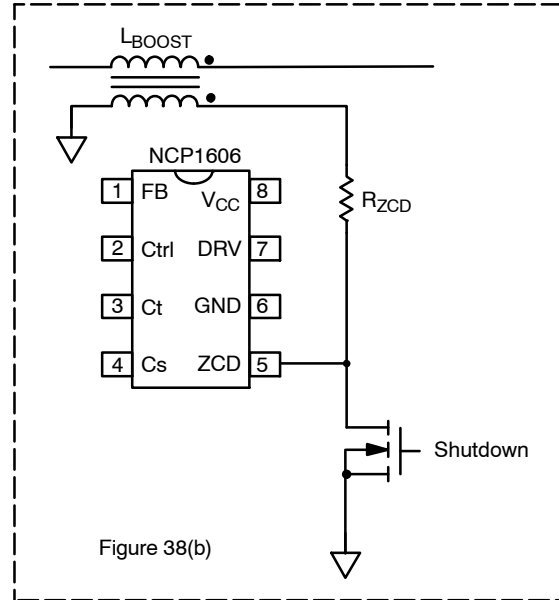 LBOOST
NCP1606
1 FB VCC 8
2 Ctrl DRV 7
3 Ct GND 6
4 Cs ZCD 5
RZCD
Shutdown
Figure 38(b)